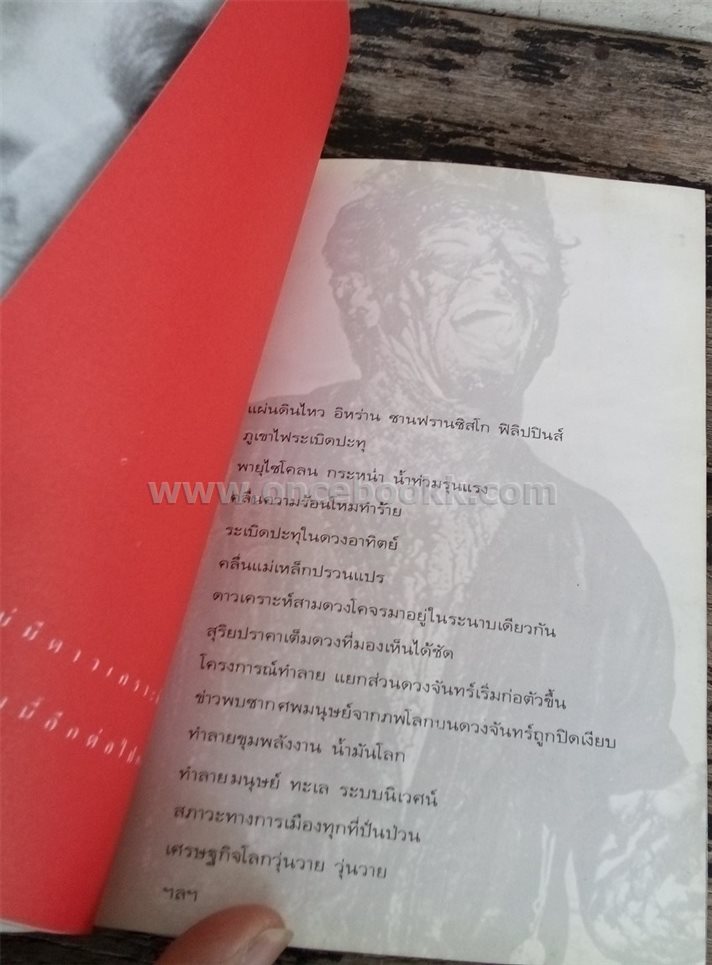 แผ่นดินไหว อิหร่าน ซานฟรานซิสโก ฟิลิปปินส์
ภูเขาไฟระเบิดปะทุ
พายุไซโคลน กระหน่ำ น้ำท่วมรุนแรง
www.oncebookk.com
คลื่นความร้อนโหมทำร้าย
ระเบิดปะทุในดวงอาทิตย์
คลื่นแม่เหล็กปรวนแปร
ดาวเคราะห์สามดวงโคจรมาอยู่ในระนาบเดียวกัน
สุริยปราคาเต็มดวงที่มองเห็นได้ชัด
โครงการณ์ทำลาย แยกส่วนดวงจันทร์เริ่มก่อตัวขึ้น
ข่าวพบซากศพมนุษย์จากภพโลกบนดวงจันทร์ถูกปิดเงียบ
ทำลายขุมพลังงาน น้ำมันโลก
ทำลายมนุษย์ ทะเล ระบบนิเวศน์
สภาวะทางการเมืองทุกที่ปั่นป่วน
เศรษฐกิจโลกวุ่นวาย วุ่นวาย
ฯลฯ